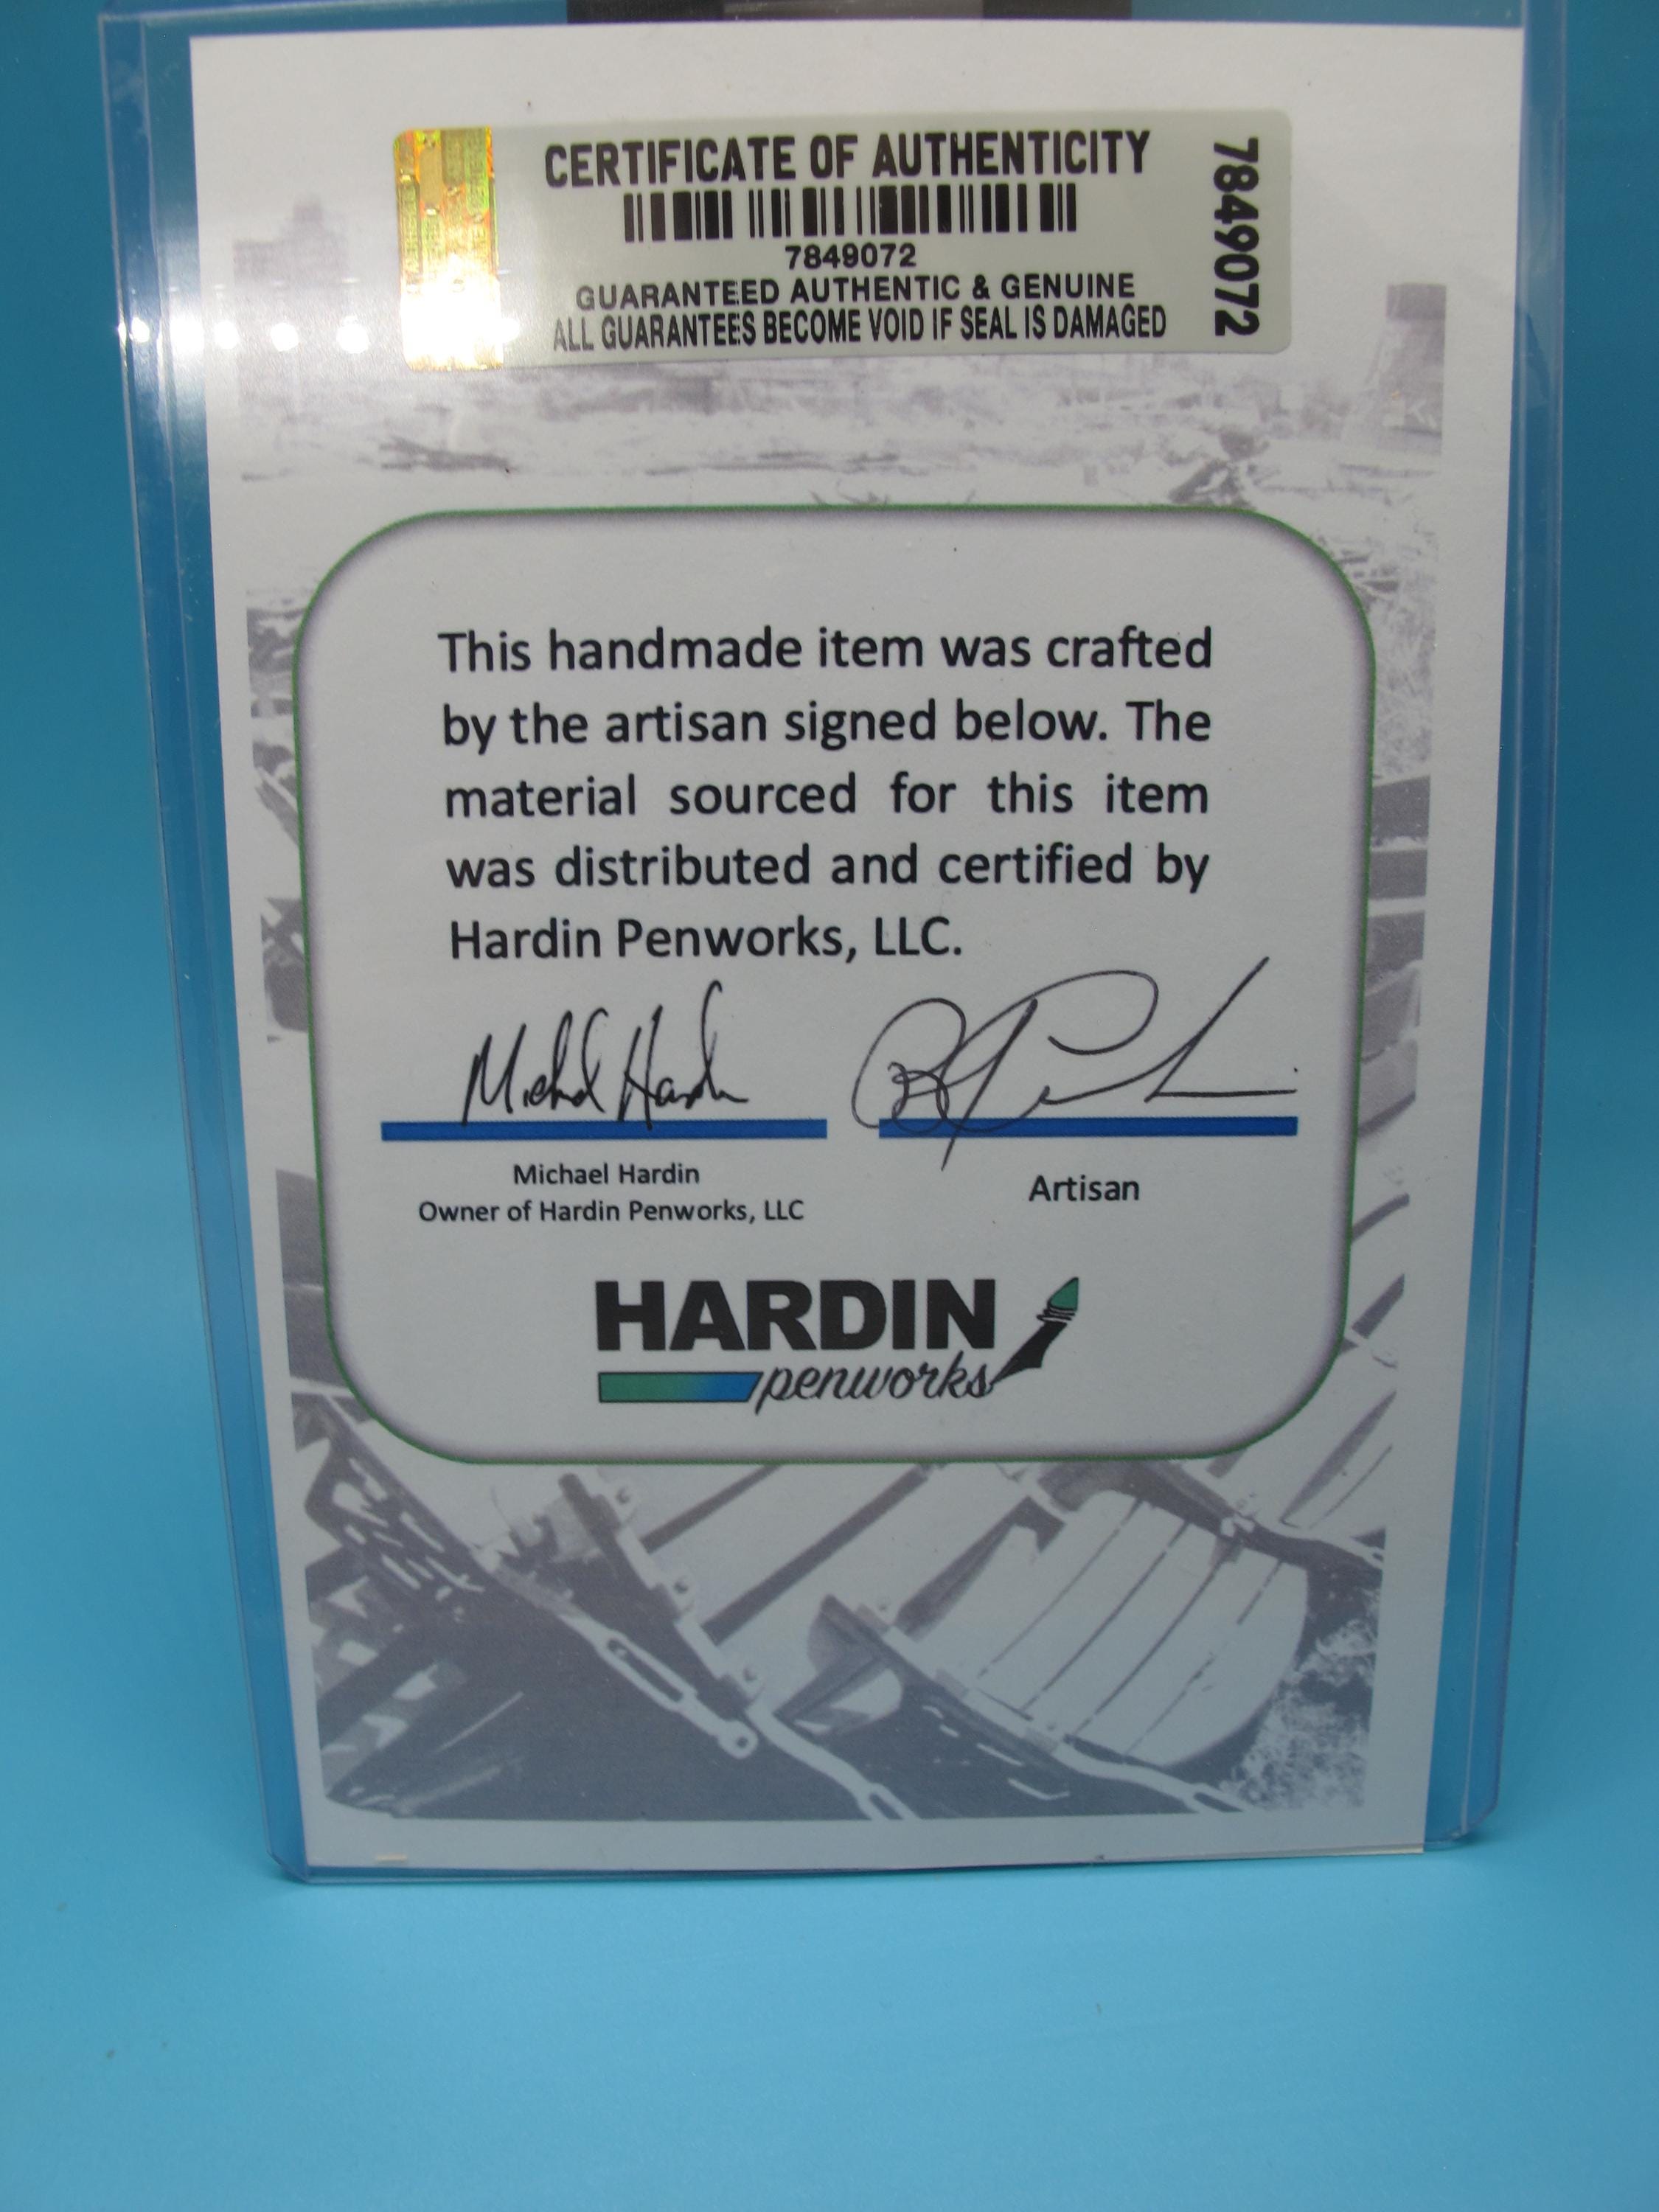 CERTIFICATE OF AUTHENTICITY
7849072
7849072
GUARANTEED AUTHENTIC & GENUINE
ALL GUARANTEES BECOME VOID IF SEAL IS DAMAGED
This handmade item was crafted
by the artisan signed below. The
material sourced for this item
was distributed and certified by
Hardin Penworks, LLC.
Michael Hardin
Michael Hardin
Owner of Hardin Penworks, LLC
Artisan
HARDIN
penworks